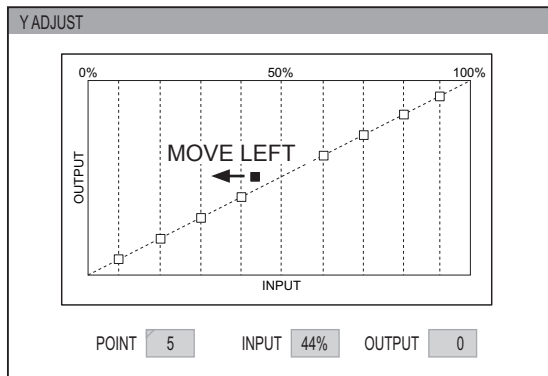 Y ADJUST
0% 50% 100%
MOVE LEFT
OUTPUT
INPUT
POINT 5 INPUT 44% OUTPUT 0